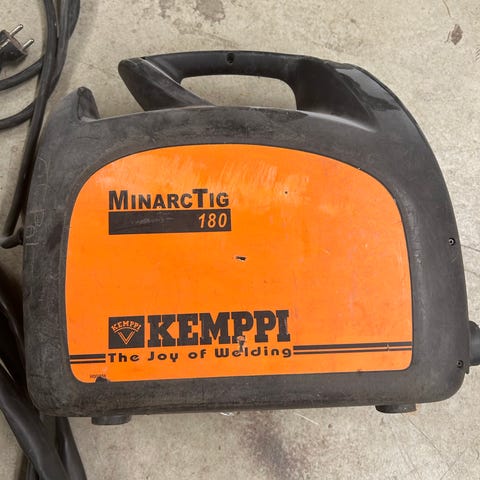 MINARCTIG
180
KEMPPI
KEMPPI
The Joy of Welding